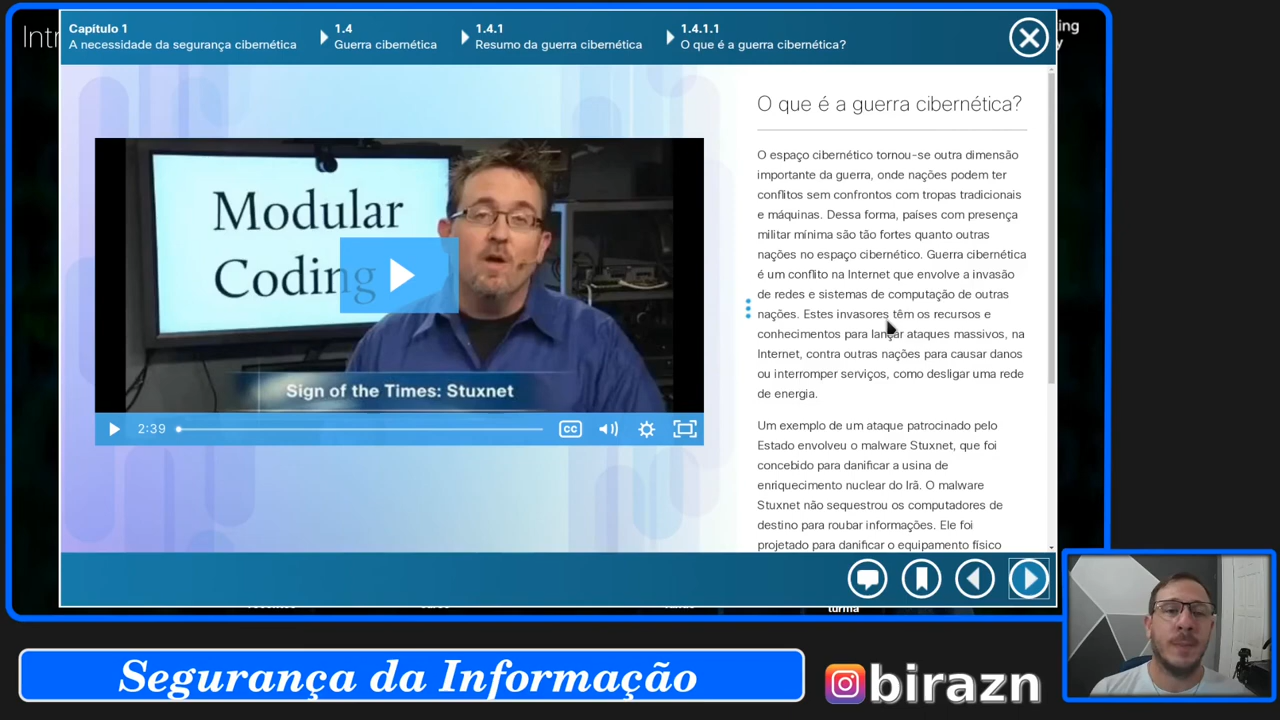 Intr
king
y
Capítulo 1
A necessidade da segurança cibernética
1.4
Guerra cibernética
1.4.1
Resumo da guerra cibernética
1.4.1.1
O que é a guerra cibernética?
Modular
Coding
Sign of the Times: Stuxnet
2:39
CC
O que é a guerra cibernética?
O espaço cibernético tornou-se outra dimensão
importante da guerra, onde nações podem ter
conflitos sem confrontos com tropas tradicionais
e máquinas. Dessa forma, países com presença
militar mínima são tão fortes quanto outras
nações no espaço cibernético. Guerra cibernética
é um conflito na Internet que envolve a invasão
de redes e sistemas de computação de outras
nações. Estes invasores têm os recursos e
conhecimentos para lançar ataques massivos, na
Internet, contra outras nações para causar danos
ou interromper serviços, como desligar uma rede
de energia.
Um exemplo de um ataque patrocinado pelo
Estado envolveu o malware Stuxnet, que foi
concebido para danificar a usina de
enriquecimento nuclear do Irã. O malware
Stuxnet não sequestrou os computadores de
destino para roubar informações. Ele foi
projetado para danificar o equipamento físico
turma
Segurança da Informação
birazn